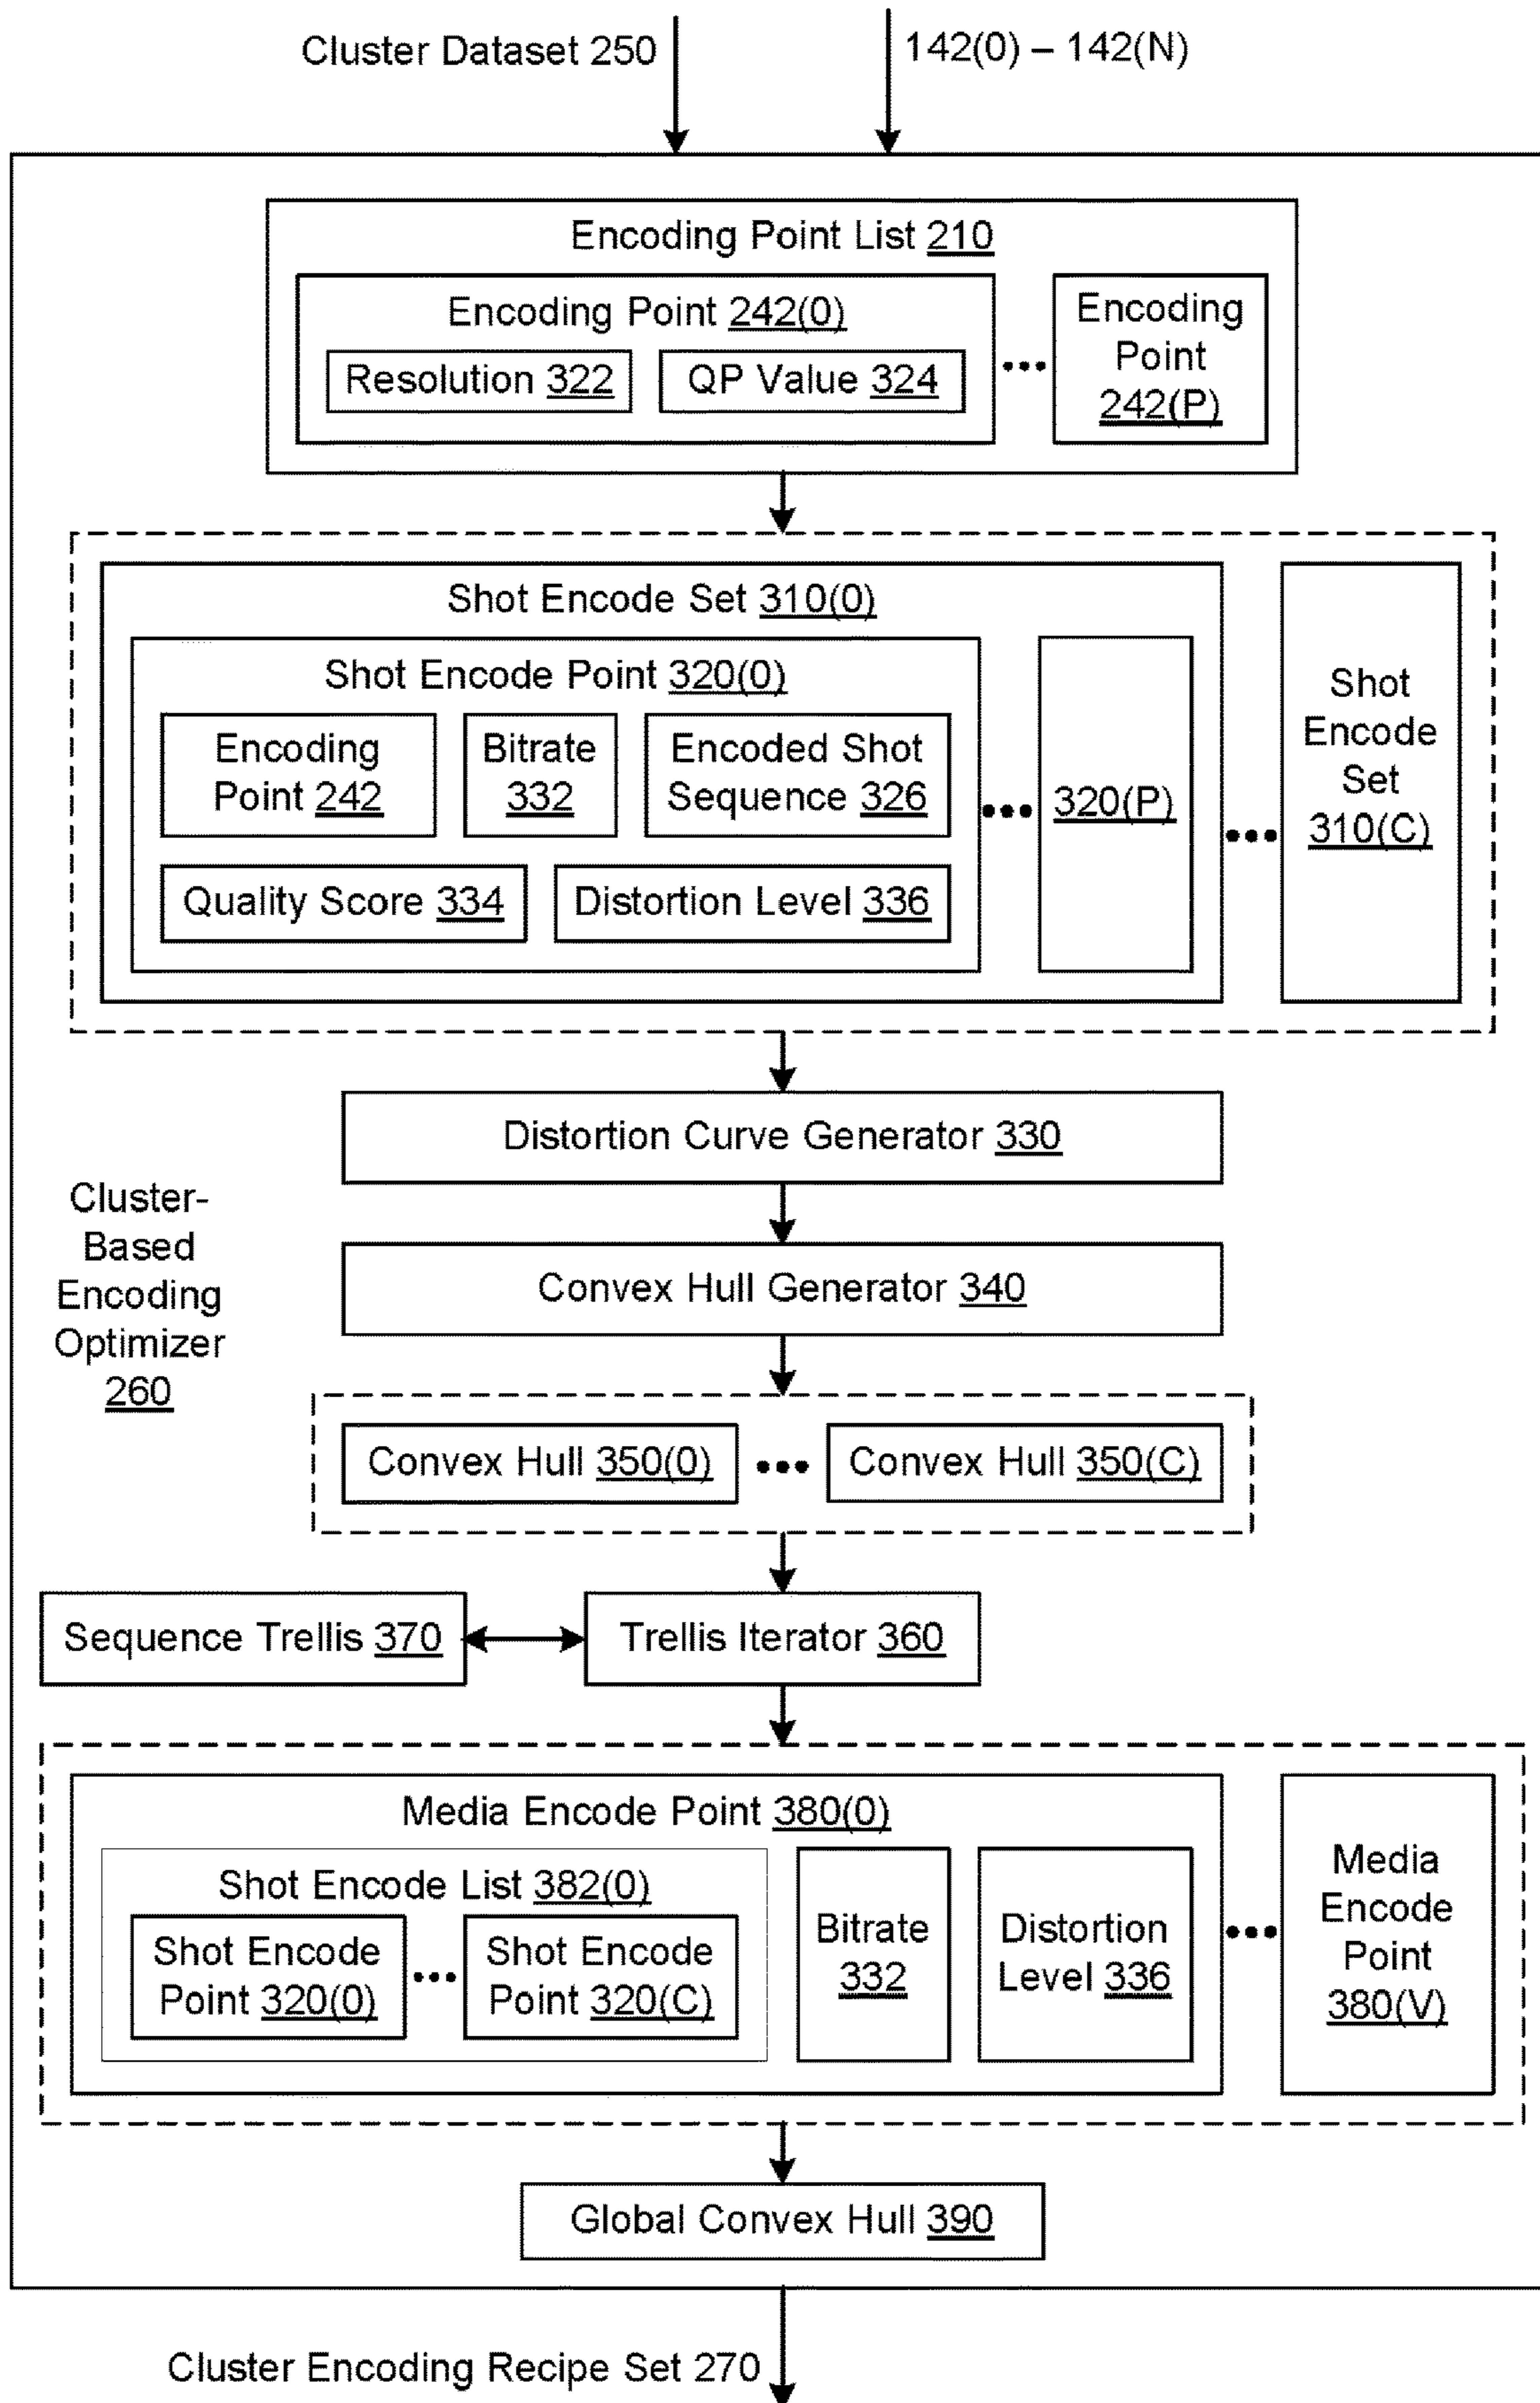 Cluster Dataset 250
142(0) – 142(N)
Encoding Point List 210
Encoding Point 242(0)
Resolution 322
QP Value 324
Encoding
Point
242(P)
Shot Encode Set 310(0)
Shot Encode Point 320(0)
Encoding
Point 242
Bitrate
332
Encoded Shot
Sequence 326
Quality Score 334
Distortion Level 336
320(P)
Shot
Encode
Set
310(C)
Distortion Curve Generator 330
Cluster-
Based
Encoding
Optimizer
260
Convex Hull Generator 340
Convex Hull 350(0)
Convex Hull 350(C)
Sequence Trellis 370
Trellis Iterator 360
Media Encode Point 380(0)
Shot Encode List 382(0)
Shot Encode
Point 320(0)
Shot Encode
Point 320(C)
Bitrate
332
Distortion
Level 336
Media
Encode
Point
380(V)
Global Convex Hull 390
Cluster Encoding Recipe Set 270